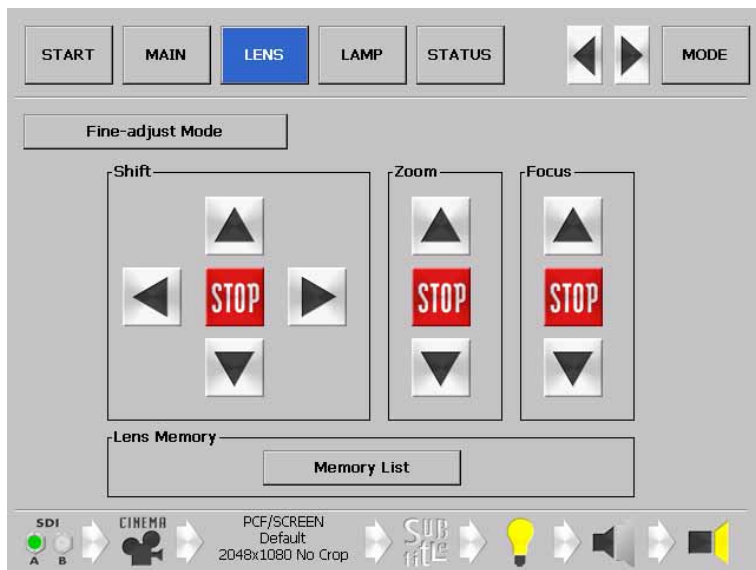 START MAIN LENS LAMP STATUS MODE
Fine-adjust Mode
Shift Zoom Focus
STOP STOP STOP
Lens Memory
Memory List
SDI
A B
CINEMA
PCF/SCREEN
Default
2048x1080 No Crop
SUB
titLE